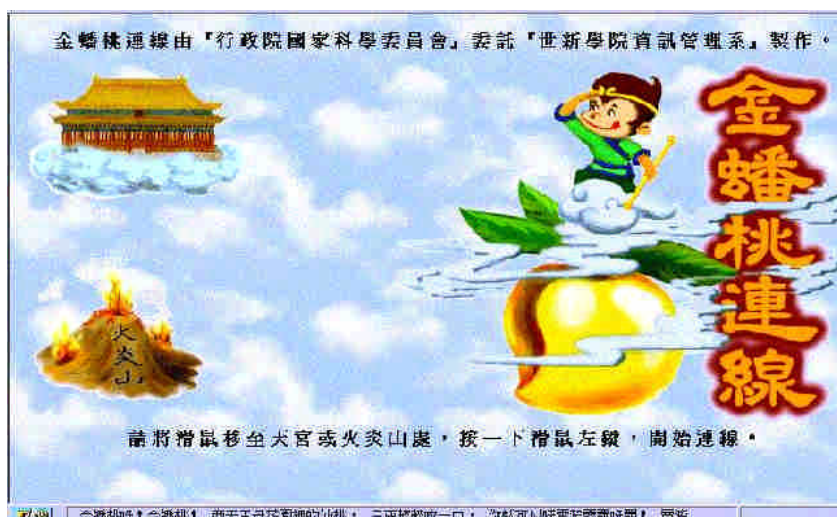 金蟠桃連線由『行政院國家科學委員會』委託『世新學院資訊管理系』製作。
金蟠桃連線
火炎山
請將滑鼠移至天宮或火炎山處，按一下滑鼠左鍵，開始連線。